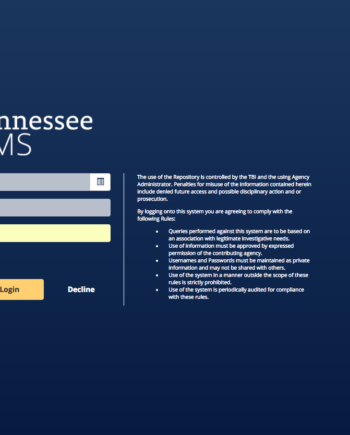 nnessee
MS
The use of the Repository is controlled by the TBI and the using Agency
Administrator. Penalties for misuse of the information contained herein
include denied future access and possible disciplinary action and or
prosecution.
By logging onto this system you are agreeing to comply with the
following Rules:
• Queries performed against this system are to be based on
an association with legitimate investigative needs.
• Use of information must be approved by expressed
permission of the contributing agency.
• Usernames and Passwords must be maintained as private
information and may not be shared with others.
• Use of the system in a manner outside the scope of these
rules is strictly prohibited.
• Use of the system is periodically audited for compliance
with these rules.
Login
Decline